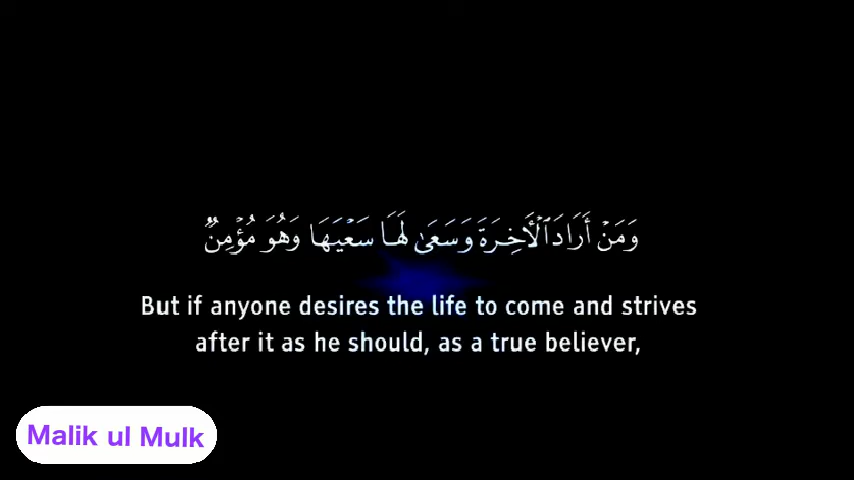 وَمَنْ أَرَادَ ٱلْأَخِرَةَ وَسَعَىٰ لَهَا سَعْيَهَا وَهُوَ مُؤْمِنٌ
But if anyone desires the life to come and strives
after it as he should, as a true believer,
Malik ul Mulk